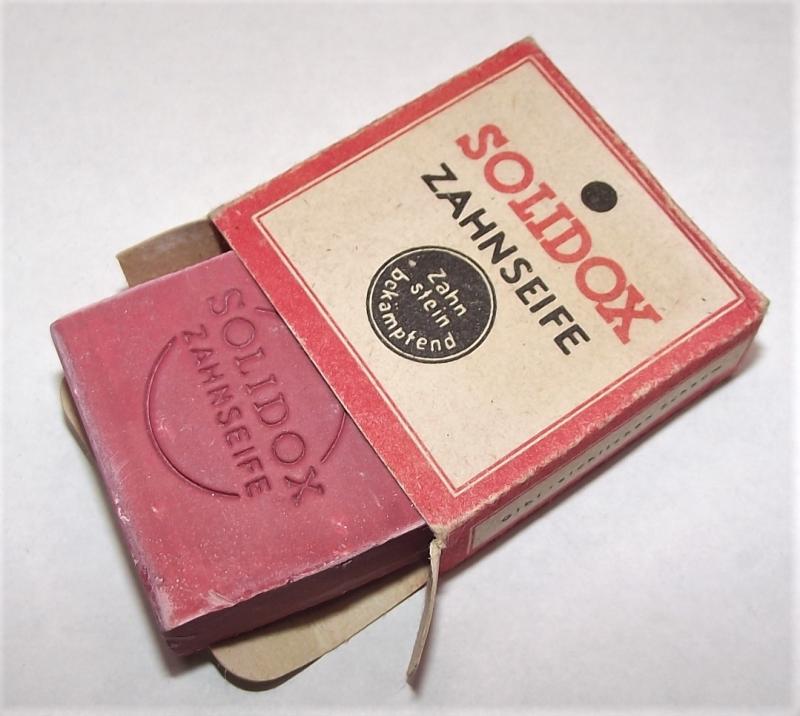 SOLIDOX
ZAHNSEIFE
Zahn
stein
bekämpfend
SOLIDOX
ZAHNSEIFE